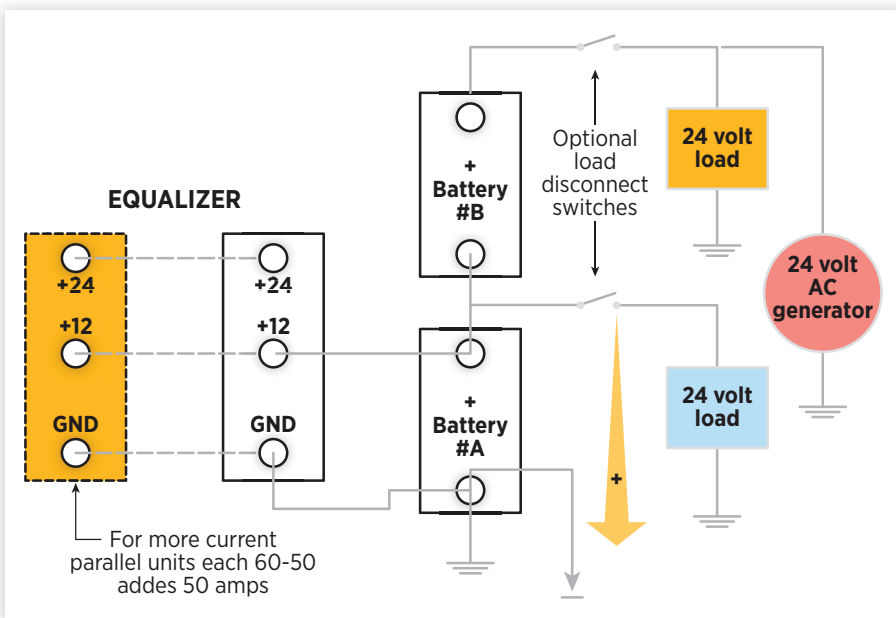 EQUALIZER
+24
+12
GND
+24
+12
GND
For more current
parallel units each 60-50
addes 50 amps
+
Battery
#B
+
Battery
#A
Optional
load
disconnect
switches
+
24 volt
load
24 volt
load
24 volt
AC
generator